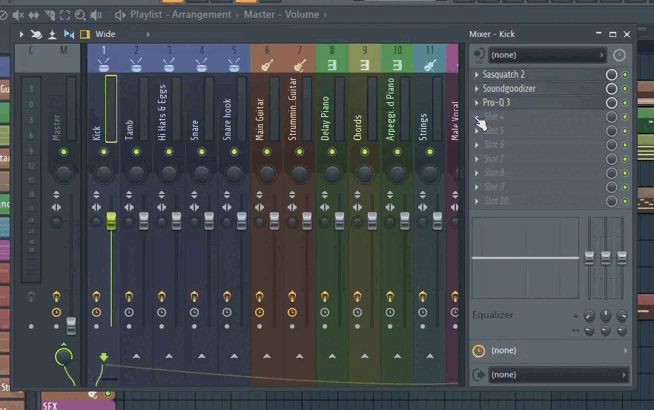 Playlist - Arrangement › Master - Volume ›
Wide
Mixer - Kick
C M 1 2 3 4 5 6 7 8 9 10 11
Master
Kick
Tamb
Hi Hats & Eggs
Snare
Snare hook
Main Guitar
Strummin. Guitar
Delay Piano
Chords
Arpeggi..d Piano
Strings
Male Vocal
(none)
Sasquatch 2
Soundgoodizer
Pro-Q 3
Slot 4
Slot 5
Slot 6
Slot 7
Slot 8
Slot 9
Slot 10
Equalizer
(none)
(none)
SFX